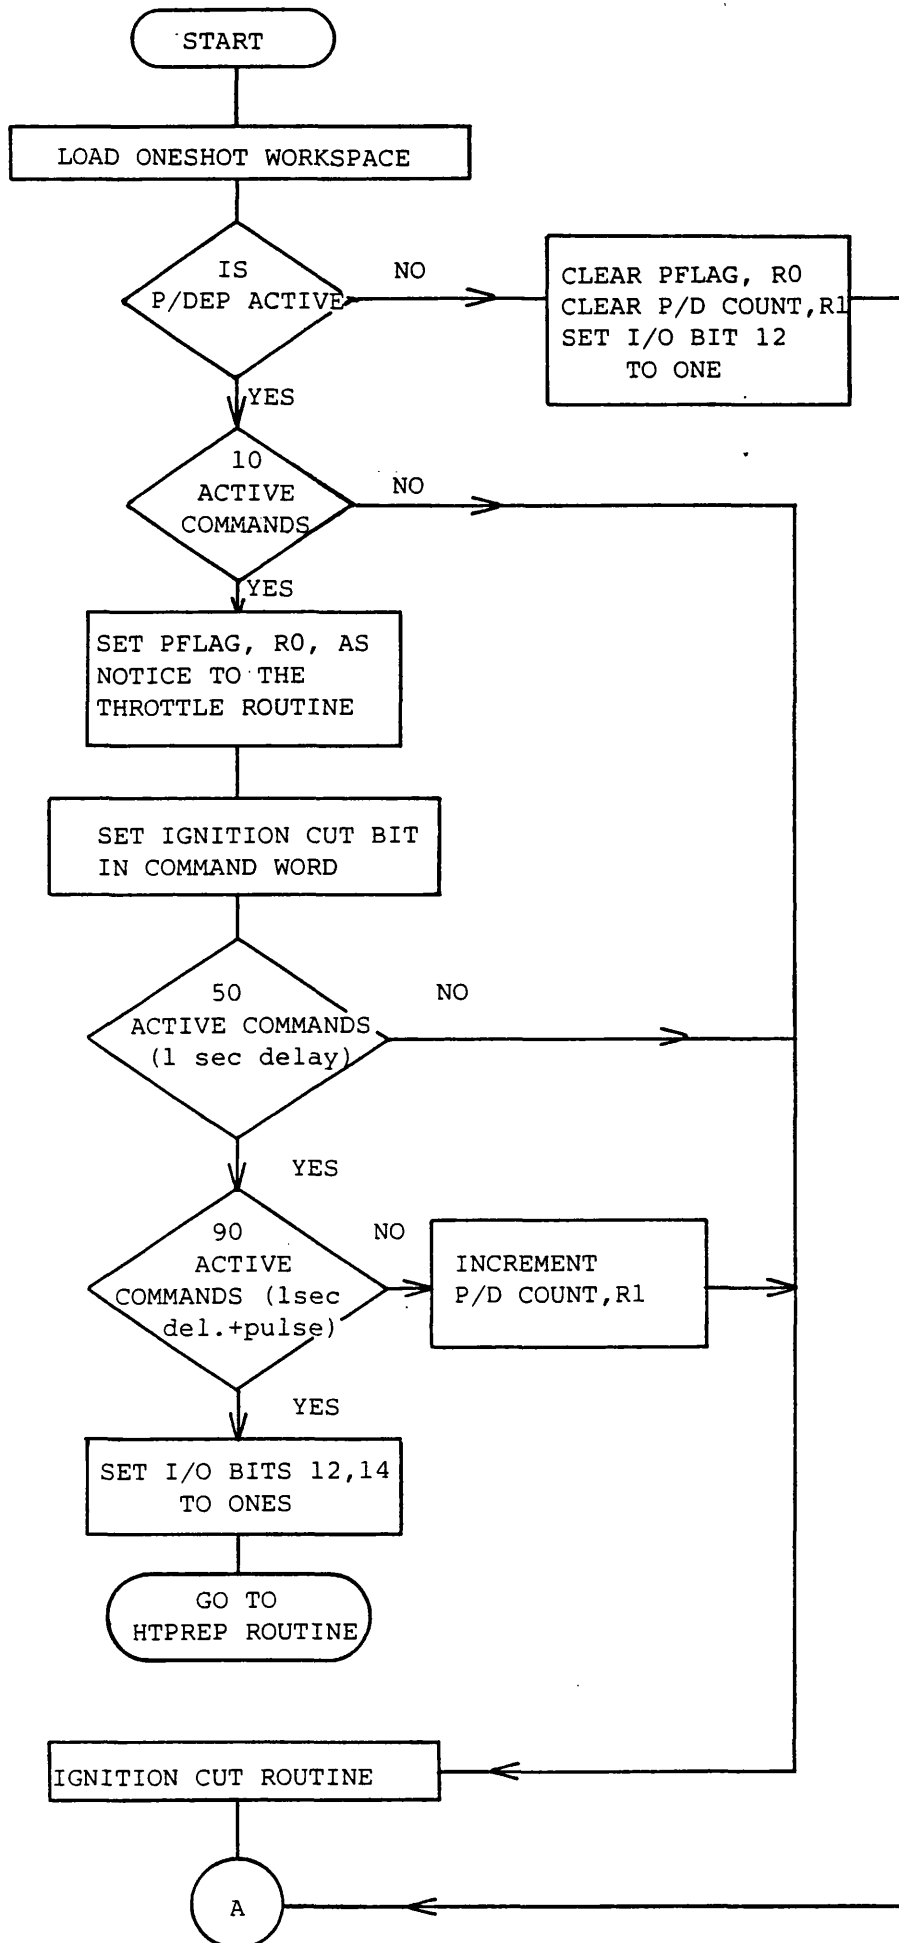 START
LOAD ONESHOT WORKSPACE
IS
P/DEP ACTIVE
NO
CLEAR PFLAG, R0
CLEAR P/D COUNT,R1
SET I/O BIT 12
TO ONE
YES
10
ACTIVE
COMMANDS
NO
YES
SET PFLAG, R0, AS
NOTICE TO THE
THROTTLE ROUTINE
SET IGNITION CUT BIT
IN COMMAND WORD
50
ACTIVE COMMANDS
(1 sec delay)
NO
YES
90
ACTIVE
COMMANDS (1sec
del.+pulse)
NO
INCREMENT
P/D COUNT,R1
YES
SET I/O BITS 12,14
TO ONES
GO TO
HTPREP ROUTINE
IGNITION CUT ROUTINE
A